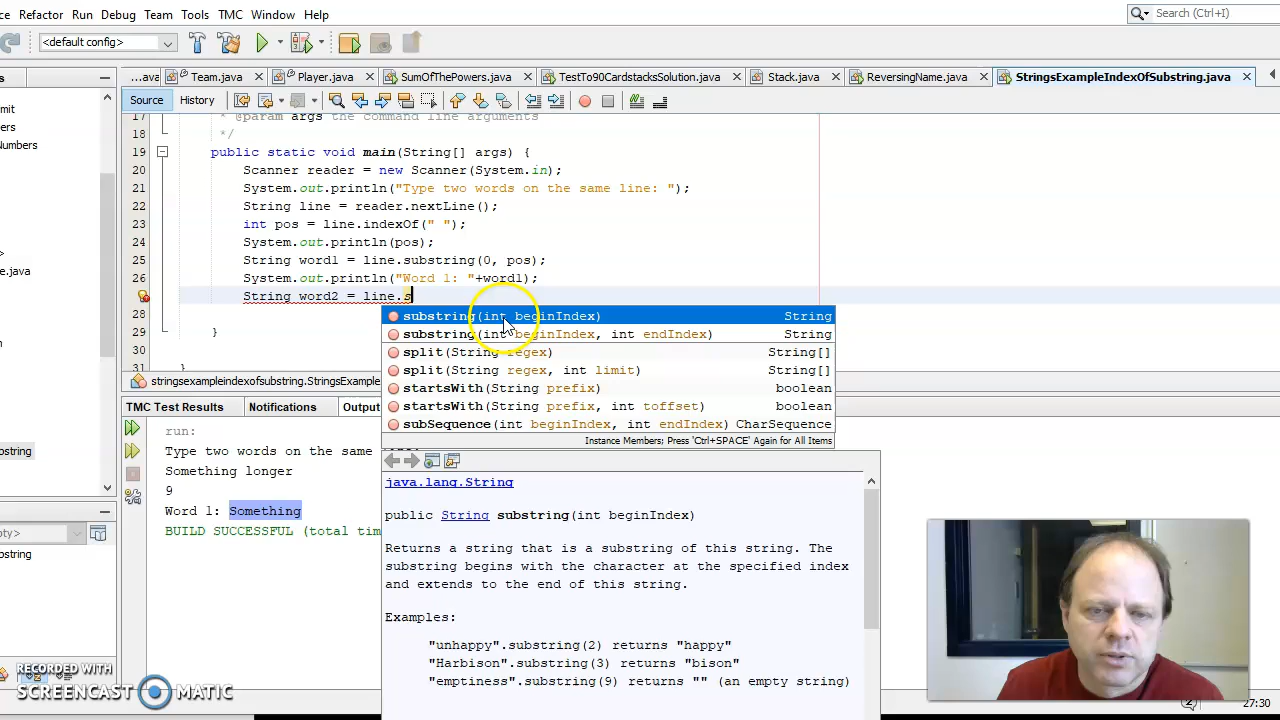 Refactor Run Debug Team Tools TMC Window Help
Search (Ctrl+I)
<default config>
...ava Team.java Player.java SumOfThePowers.java TestTo90CardstacksSolution.java Stack.java ReversingName.java StringsExampleIndexOfSubstring.java
Source History
17 * @param args the command line arguments
18 */
19 public static void main(String[] args) {
20 Scanner reader = new Scanner(System.in);
21 System.out.println("Type two words on the same line: ");
22 String line = reader.nextLine();
23 int pos = line.indexOf(" ");
24 System.out.println(pos);
25 String word1 = line.substring(0, pos);
26 System.out.println("Word 1: "+word1);
String word2 = line.s
28
29 }
30
31 }
substring(int beginIndex) String
substring(int beginIndex, int endIndex) String
split(String regex) String[]
split(String regex, int limit) String[]
startsWith(String prefix) boolean
startsWith(String prefix, int toffset) boolean
subSequence(int beginIndex, int endIndex) CharSequence
Instance Members; Press 'Ctrl+SPACE' Again for All Items
stringsexampleindexofsubstring.StringsExample
TMC Test Results Notifications Output
run:
Type two words on the same
Something longer
9
Word 1: Something
BUILD SUCCESSFUL (total tim
java.lang.String
public String substring(int beginIndex)
Returns a string that is a substring of this string. The
substring begins with the character at the specified index
and extends to the end of this string.
Examples:
"unhappy".substring(2) returns "happy"
"Harbison".substring(3) returns "bison"
"emptiness".substring(9) returns "" (an empty string)
s
mit
ers
Numbers
e.java
ostring
pty>
ostring
RECORDED WITH
SCREENCAST MATIC
27:30